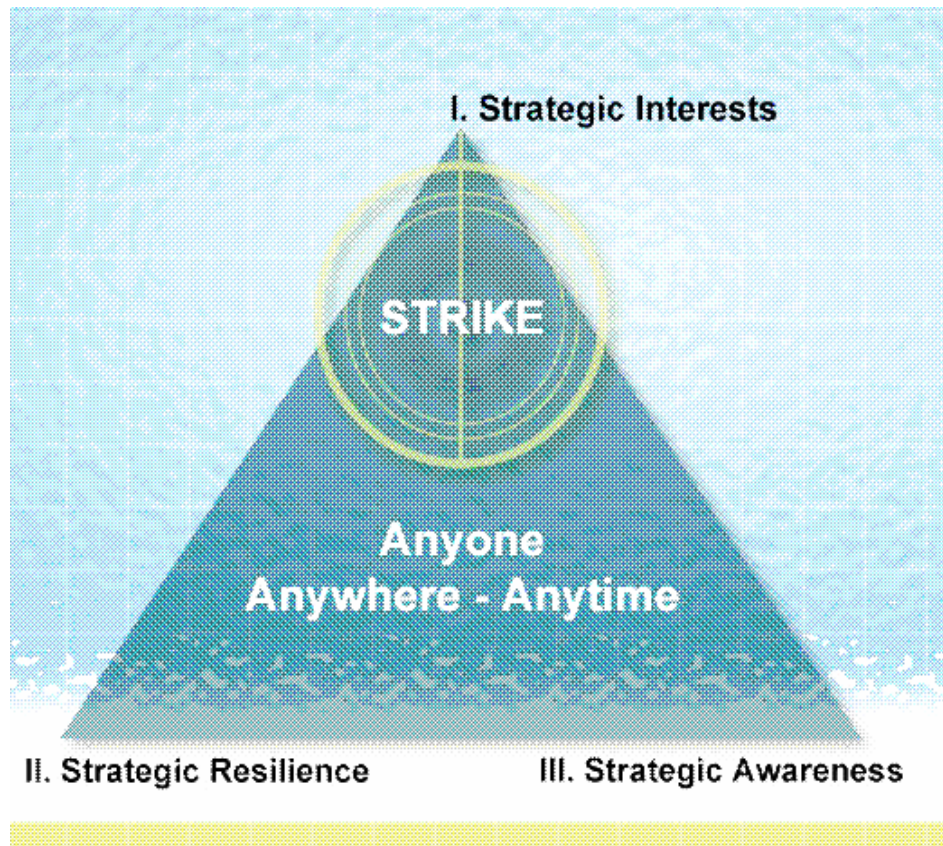 I. Strategic Interests
STRIKE
Anyone
Anywhere - Anytime
II. Strategic Resilience
III. Strategic Awareness